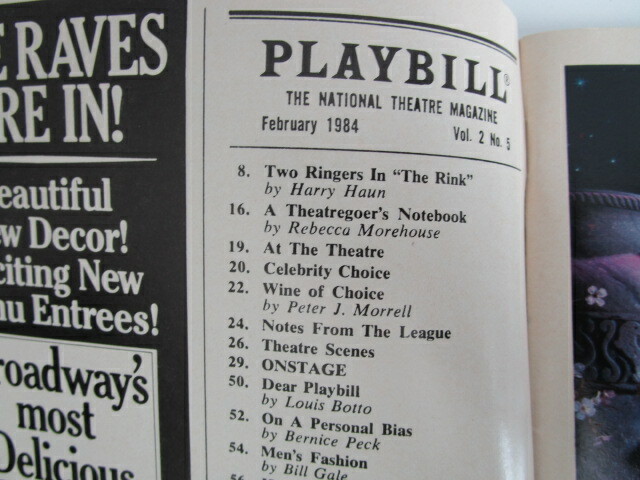 RAVES
RE IN!
Decor!
New
Entrees!
most
PLAYBILL®
THE NATIONAL THEATRE MAGAZINE
February 1984 Vol. 2 No. 5
8. Two Ringers In "The Rink"
by Harry Haun
16. A Theatregoer's Notebook
by Rebecca Morehouse
19. At The Theatre
20. Celebrity Choice
22. Wine of Choice
by Peter J. Morrell
24. Notes From The League
26. Theatre Scenes
29. ONSTAGE
50. Dear Playbill
by Louis Botto
52. On A Personal Bias
by Bernice Peck
54. Men's Fashion
by Bill Gale